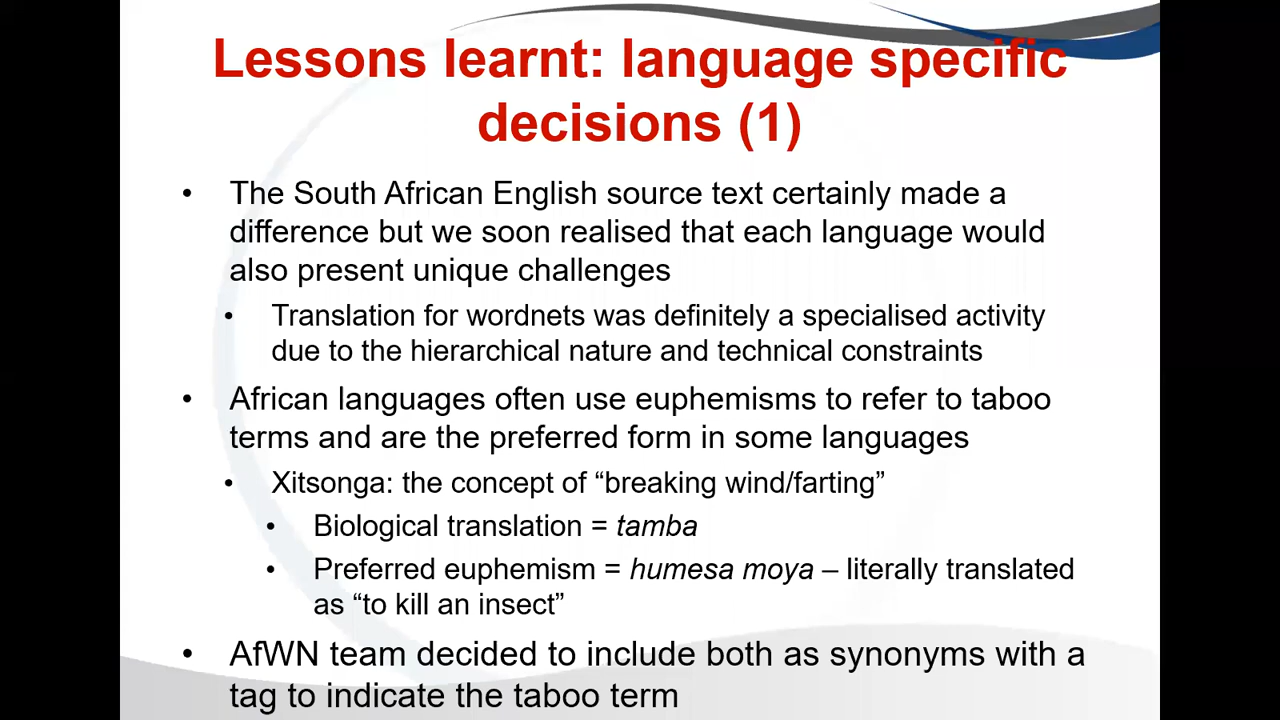 Lessons learnt: language specific
decisions (1)
• The South African English source text certainly made a
difference but we soon realised that each language would
also present unique challenges
• Translation for wordnets was definitely a specialised activity
due to the hierarchical nature and technical constraints
• African languages often use euphemisms to refer to taboo
terms and are the preferred form in some languages
• Xitsonga: the concept of “breaking wind/farting”
• Biological translation = tamba
• Preferred euphemism = humesa moya – literally translated
as “to kill an insect”
• AfWN team decided to include both as synonyms with a
tag to indicate the taboo term